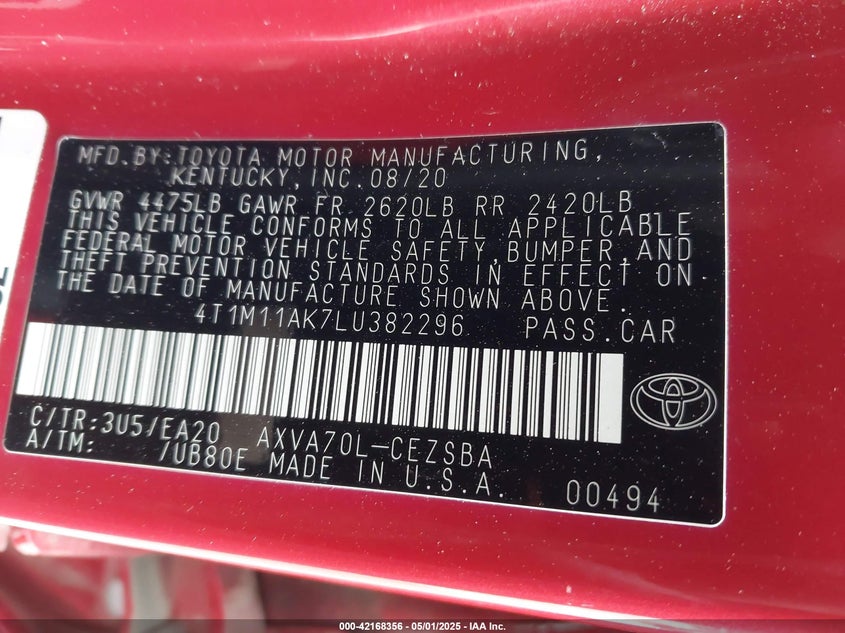 MFD.BY:TOYOTA MOTOR MANUFACTURING,
KENTUCKY,INC.08/20
GVWR 4475LB GAWR FR 2620LB RR 2420LB
THIS VEHICLE CONFORMS TO ALL APPLICABLE
FEDERAL MOTOR VEHICLE SAFETY,BUMPER,AND
THEFT PREVENTION STANDARDS IN EFFECT ON
THE DATE OF MANUFACTURE SHOWN ABOVE.
4T1M11AK7LU382296 PASS.CAR
C/TR:3U5/EA20 AXVA70L-CEZSBA
A/TM: /UB80E MADE IN U.S.A. 00494
000-42168356 - 05/01/2025 - IAA Inc.